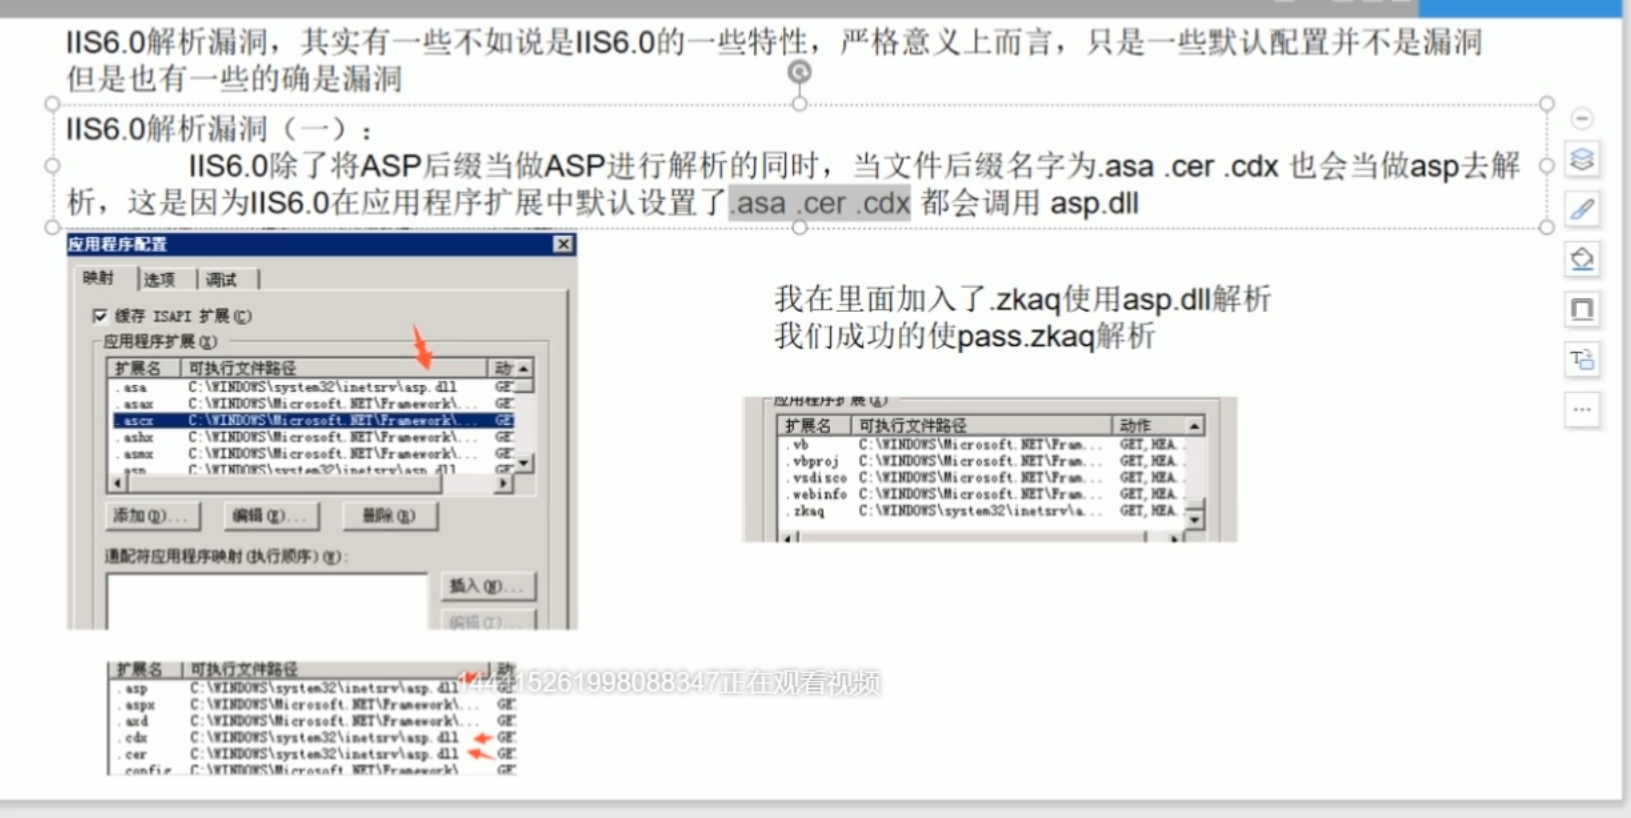 IIS6.0解析漏洞，其实有一些不如说是IIS6.0的一些特性，严格意义上而言，只是一些默认配置并不是漏洞
但是也有一些的确是漏洞
IIS6.0解析漏洞（一）：
IIS6.0除了将ASP后缀当做ASP进行解析的同时，当文件后缀名字为.asa .cer .cdx 也会当做asp去解
析，这是因为IIS6.0在应用程序扩展中默认设置了.asa .cer .cdx 都会调用 asp.dll
应用程序配置
映射 选项 调试
缓存 ISAPI 扩展(C)
应用程序扩展(X)
扩展名 可执行文件路径 动
.asa C:\WINDOWS\system32\inetsrv\asp.dll GE
.asax C:\WINDOWS\Microsoft.NET\Framework\... GE
.ascx C:\WINDOWS\Microsoft.NET\Framework\... GE
.ashx C:\WINDOWS\Microsoft.NET\Framework\... GE
.asmx C:\WINDOWS\Microsoft.NET\Framework\... GE
.asp C:\WINDOWS\system32\inetsrv\asp.dll GE
添加(D)... 编辑(E)... 删除(R)
通配符应用程序映射(执行顺序)(W):
插入(N)...
编辑(T)...
我在里面加入了.zkaq使用asp.dll解析
我们成功的使pass.zkaq解析
应用程序扩展(X)
扩展名 可执行文件路径 动作
.vb C:\WINDOWS\Microsoft.NET\Fram... GET,HEA..
.vbproj C:\WINDOWS\Microsoft.NET\Fram... GET,HEA..
.vsdisco C:\WINDOWS\Microsoft.NET\Fram... GET,HEA..
.webinfo C:\WINDOWS\Microsoft.NET\Fram... GET,HEA..
.zkaq C:\WINDOWS\system32\inetsrv\a... GET,HEA..
扩展名 可执行文件路径 动
.asp C:\WINDOWS\system32\inetsrv\asp.dll GE
.aspx C:\WINDOWS\Microsoft.NET\Framework\... GE
.axd C:\WINDOWS\Microsoft.NET\Framework\... GE
.cdx C:\WINDOWS\system32\inetsrv\asp.dll GE
.cer C:\WINDOWS\system32\inetsrv\asp.dll GE
.config C:\WINDOWS\Microsoft.NET\Framework\ GE
正在观看视频